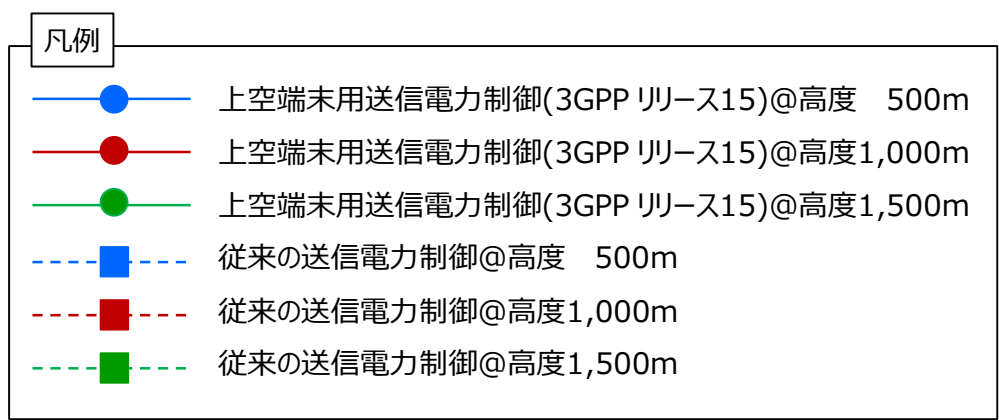 凡例
上空端末用送信電力制御(3GPP リリース15)@高度　500m
上空端末用送信電力制御(3GPP リリース15)@高度1,000m
上空端末用送信電力制御(3GPP リリース15)@高度1,500m
従来の送信電力制御@高度　500m
従来の送信電力制御@高度1,000m
従来の送信電力制御@高度1,500m